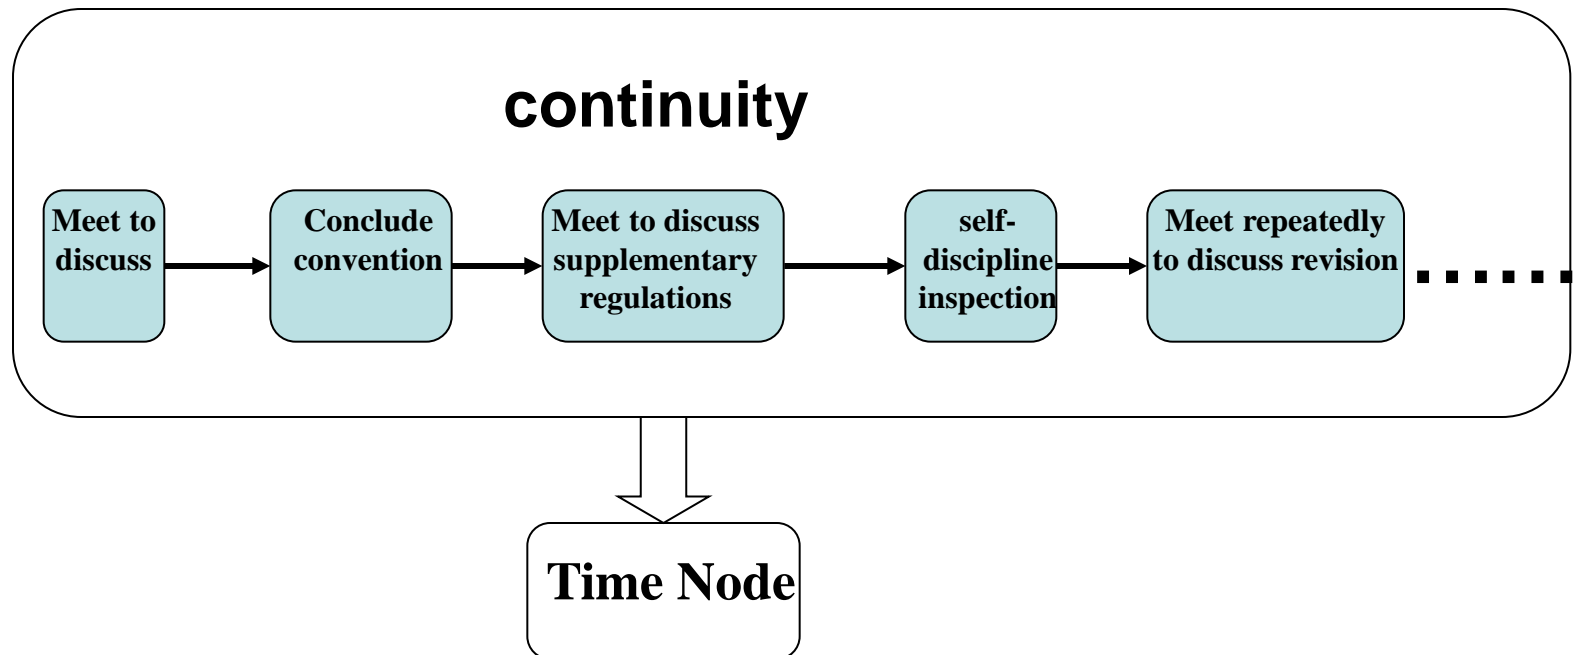 continuity
Meet to
discuss
Conclude
convention
Meet to discuss
supplementary
regulations
self-
discipline
inspection
Meet repeatedly
to discuss revision
......
Time Node